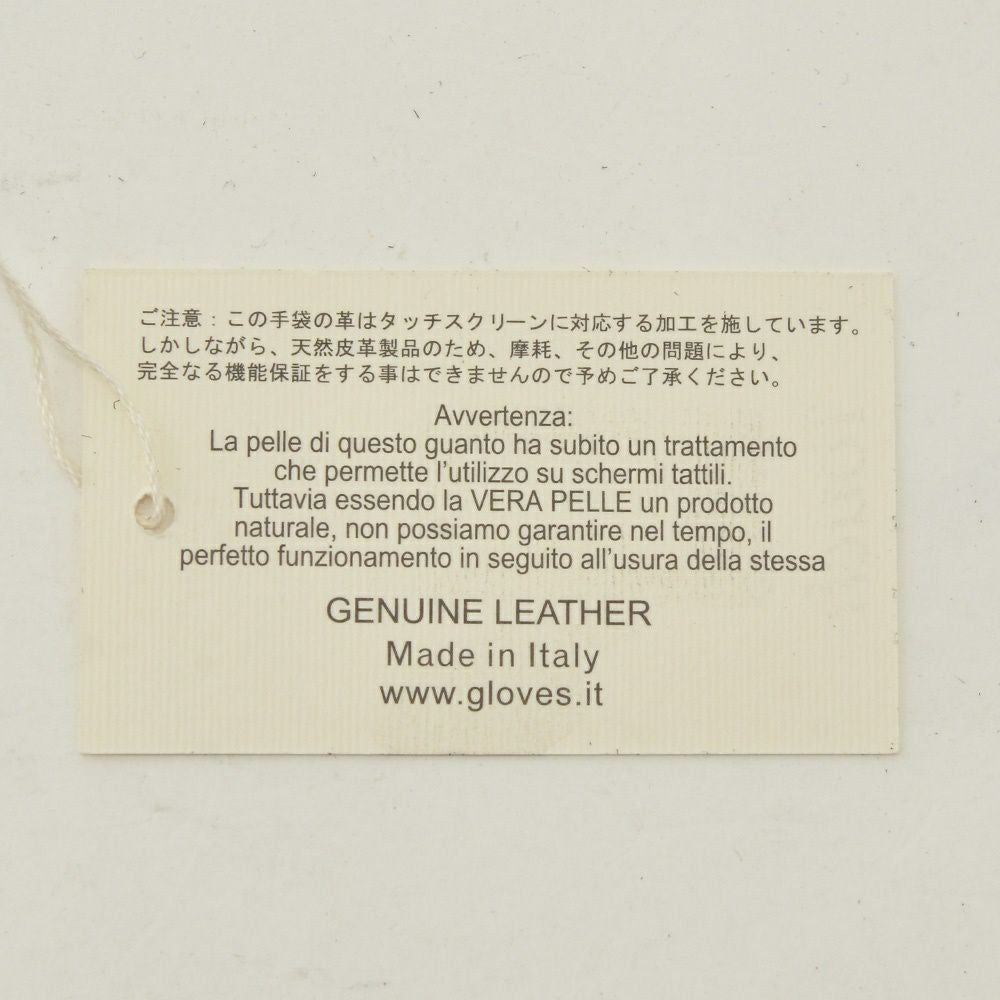 ご注意：この手袋の革はタッチスクリーンに対応する加工を施しています。
しかしながら、天然皮革製品のため、摩耗、その他の問題により、
完全なる機能保証をする事はできませんので予めご了承ください。
Avvertenza:
La pelle di questo guanto ha subito un trattamento
che permette l’utilizzo su schermi tattili.
Tuttavia essendo la VERA PELLE un prodotto
naturale, non possiamo garantire nel tempo, il
perfetto funzionamento in seguito all’usura della stessa
GENUINE LEATHER
Made in Italy
www.gloves.it